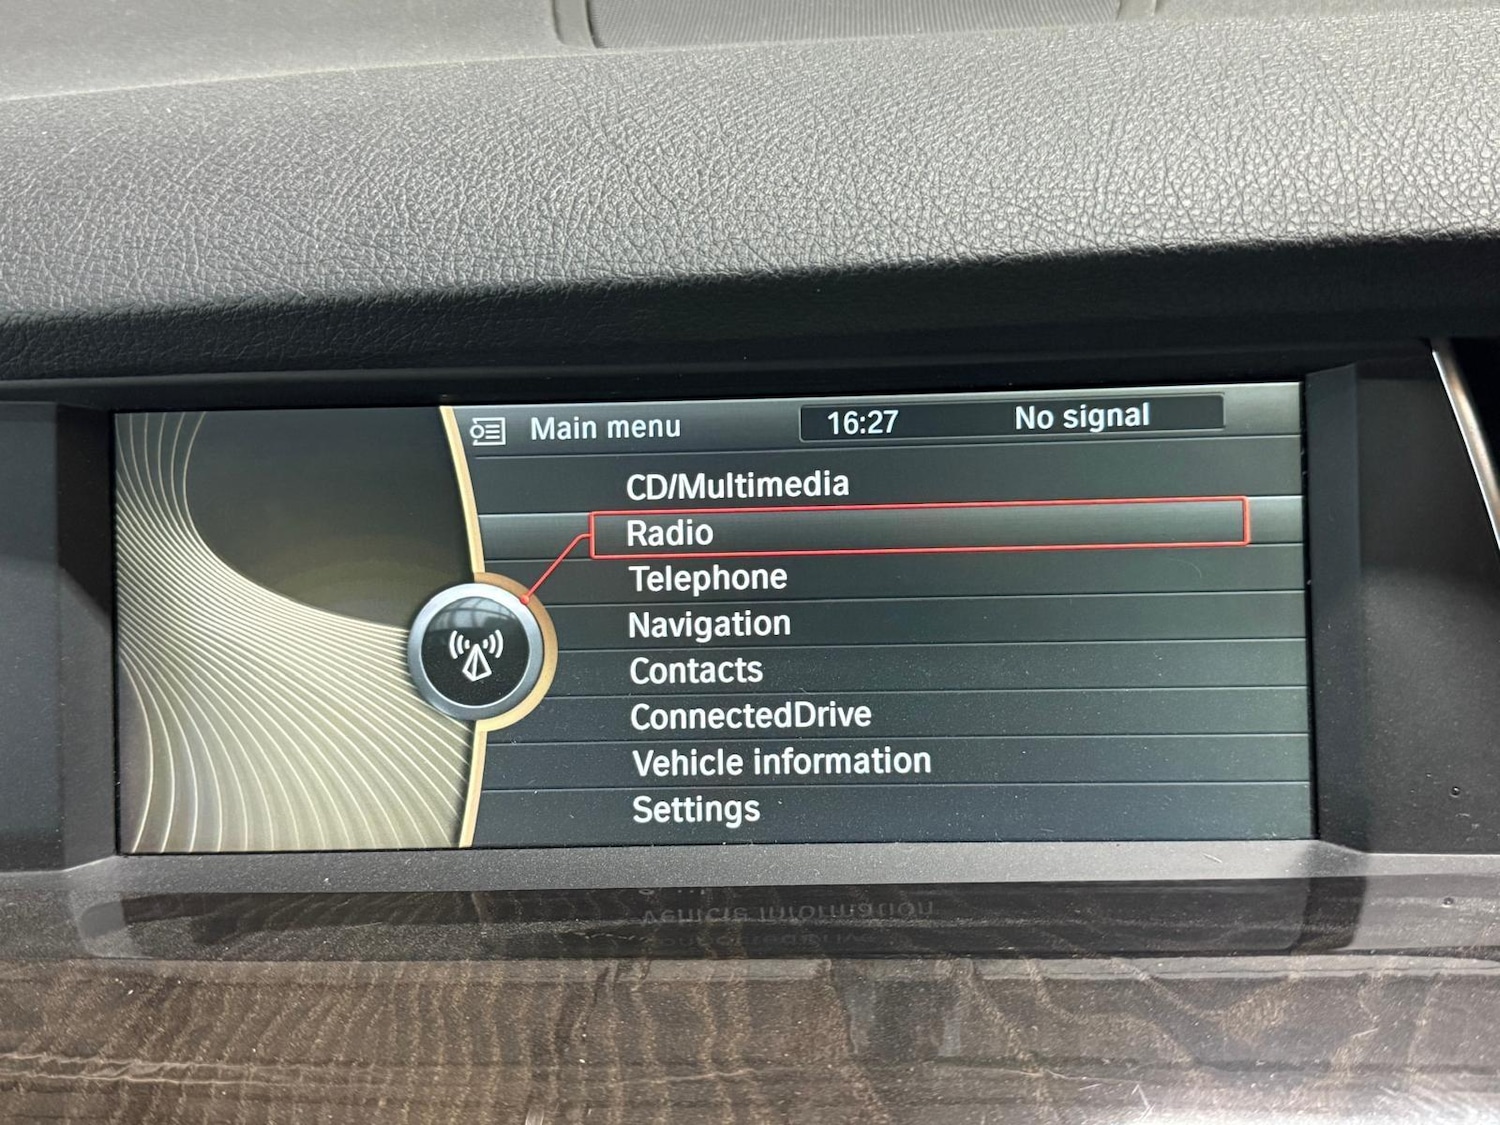 Main menu 16:27 No signal
CD/Multimedia
Radio
Telephone
Navigation
Contacts
ConnectedDrive
Vehicle information
Settings